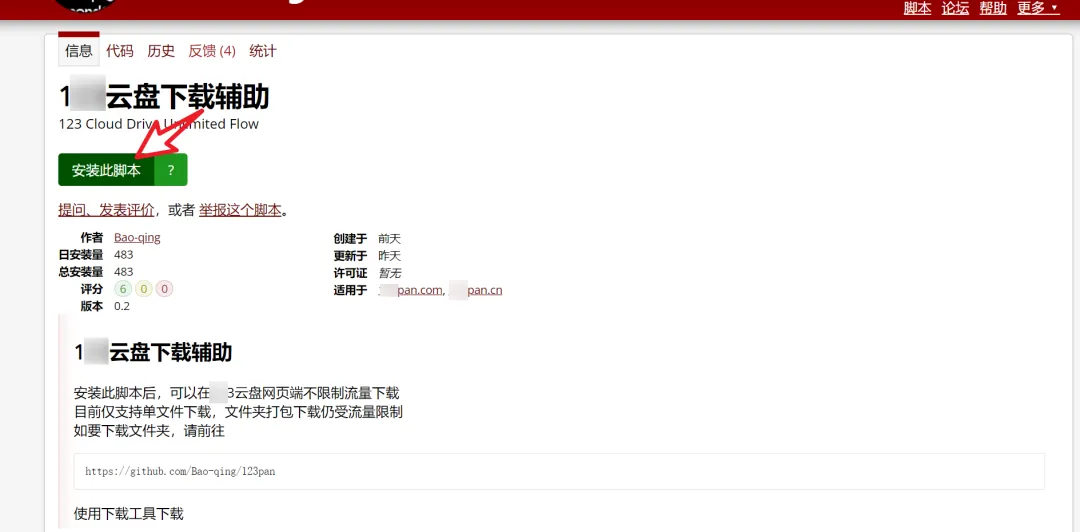 脚本 论坛 帮助 更多
信息 代码 历史 反馈 (4) 统计
1 云盘下载辅助
123 Cloud Drive Unlimited Flow
安装此脚本 ?
提问、发表评价，或者 举报这个脚本。
作者 Bao-qing
日安装量 483
总安装量 483
评分 6 0 0
版本 0.2
创建于 前天
更新于 昨天
许可证 暂无
适用于 pan.com, pan.cn
1 云盘下载辅助
安装此脚本后，可以在 3云盘网页端不限制流量下载
目前仅支持单文件下载，文件夹打包下载仍受流量限制
如要下载文件夹，请前往
https://github.com/Bao-qing/123pan
使用下载工具下载